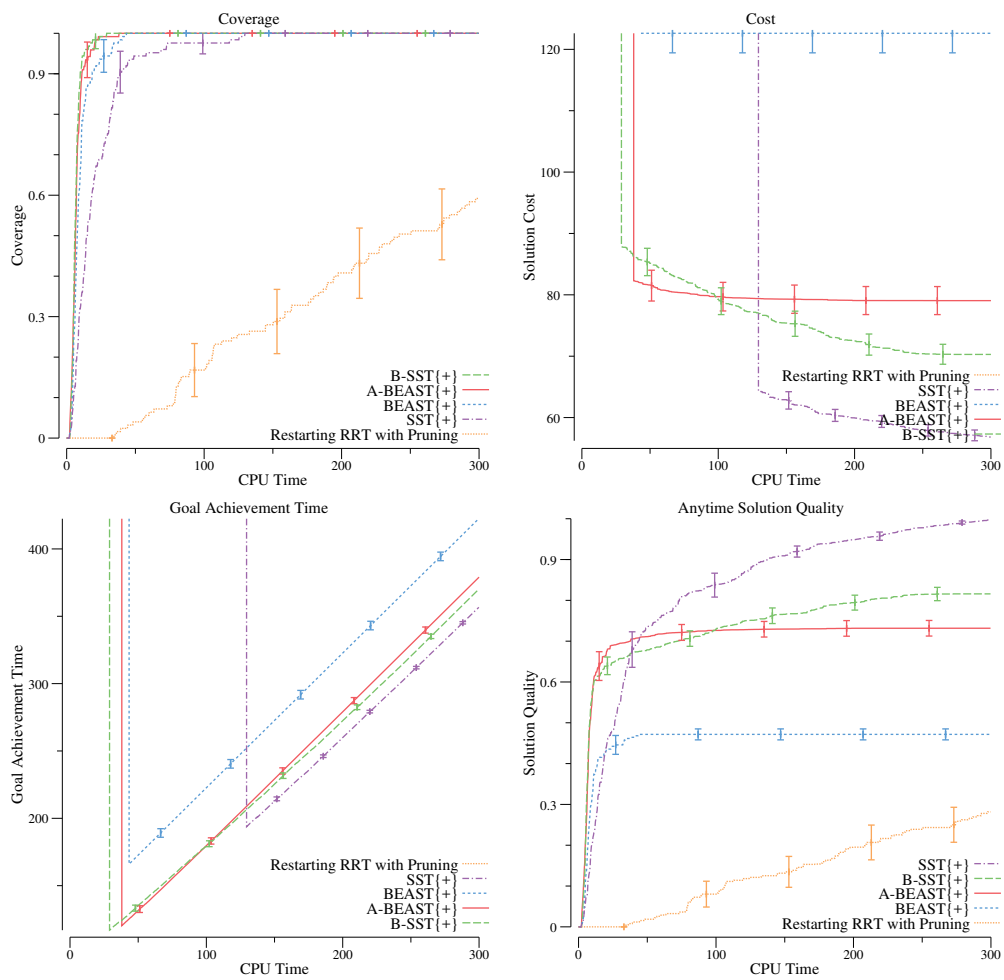 Coverage
Coverage
0.9
0.6
0.3
0
B-SST{+}
A-BEAST{+}
BEAST{+}
SST{+}
Restarting RRT with Pruning
0
100
200
300
CPU Time
Cost
Solution Cost
120
100
80
60
Restarting RRT with Pruning
SST{+}
BEAST{+}
A-BEAST{+}
B-SST{+}
0
100
200
300
CPU Time
Goal Achievement Time
Goal Achievement Time
400
300
200
Restarting RRT with Pruning
SST{+}
BEAST{+}
A-BEAST{+}
B-SST{+}
0
100
200
300
CPU Time
Anytime Solution Quality
Solution Quality
0.9
0.6
0.3
0
SST{+}
B-SST{+}
A-BEAST{+}
BEAST{+}
Restarting RRT with Pruning
0
100
200
300
CPU Time